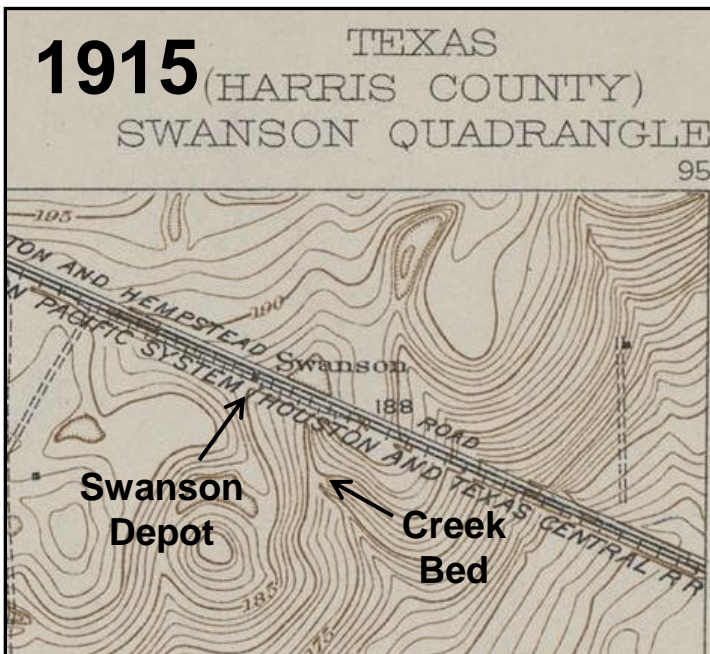 1915
TEXAS
(HARRIS COUNTY)
SWANSON QUADRANGLE
95
195
TON AND HEMPSTEAD
ROAD
190
N PACIFIC SYSTEM (HOUSTON AND TEXAS CENTRAL R R
Swanson
188
Swanson
Depot
Creek
Bed
185
175